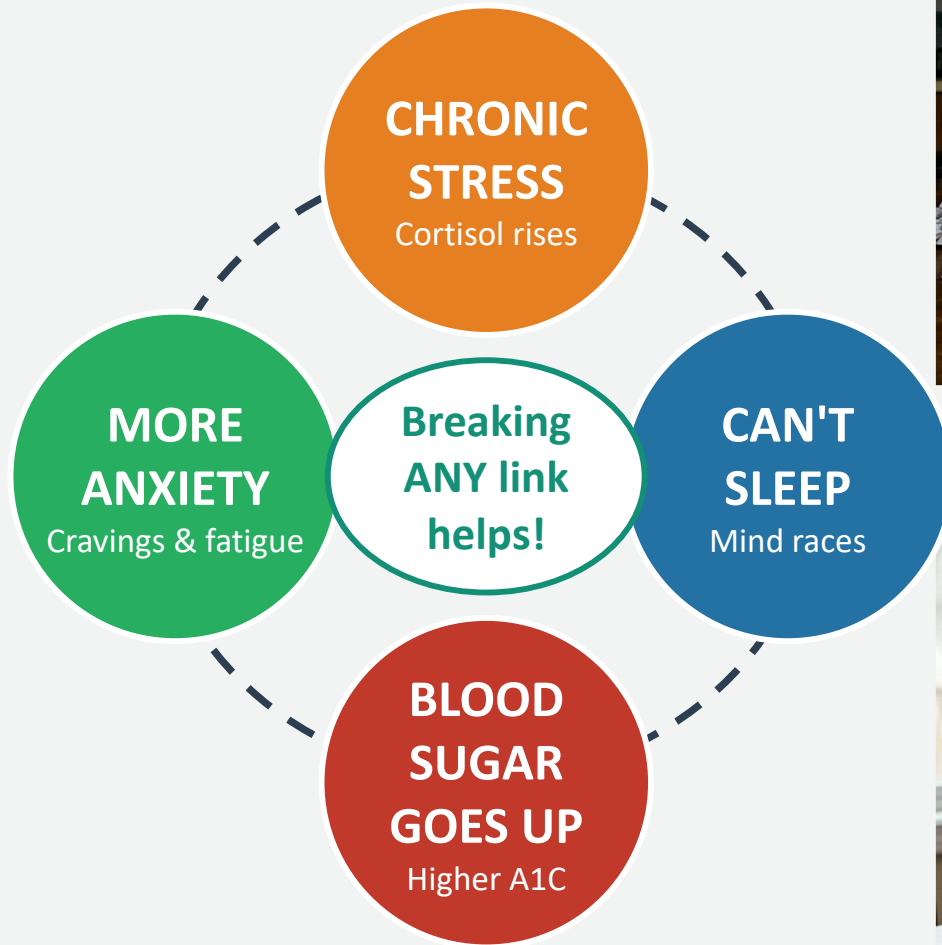 CHRONIC
STRESS
Cortisol rises
MORE
ANXIETY
Cravings & fatigue
Breaking
ANY link
helps!
CAN'T
SLEEP
Mind races
BLOOD
SUGAR
GOES UP
Higher A1C